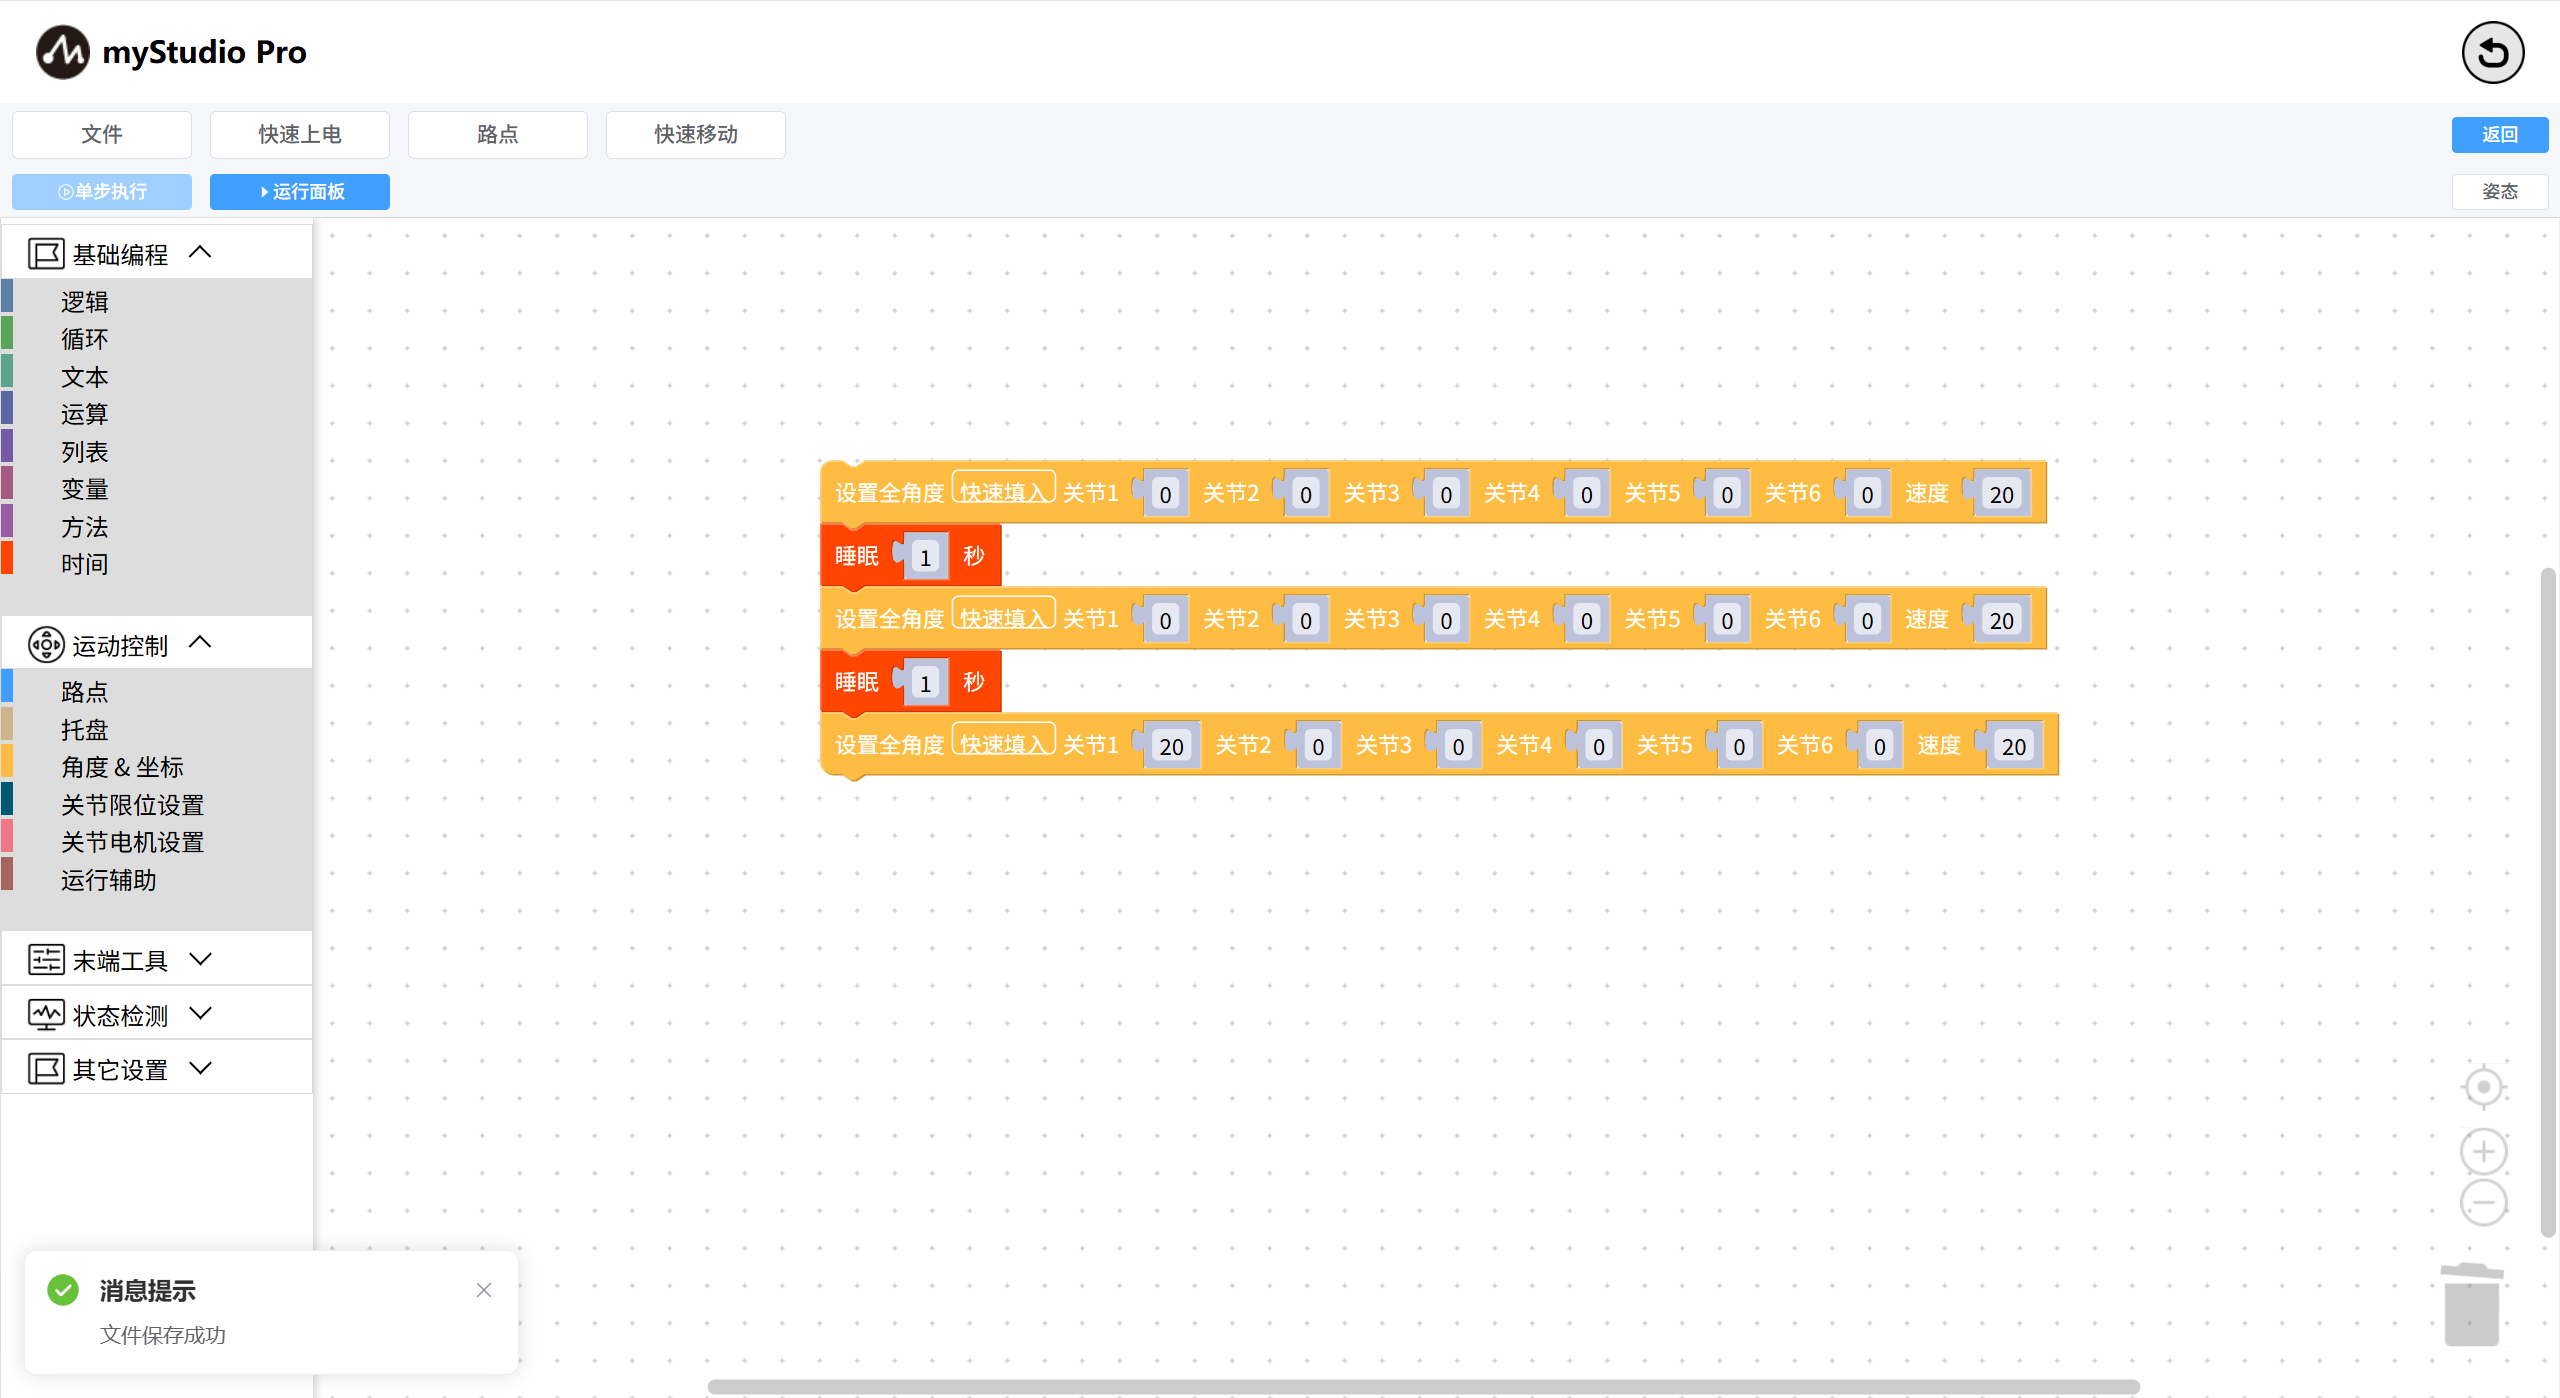 myStudio Pro
文件
快速上电
路点
快速移动
返回
单步执行
运行面板
姿态
基础编程
逻辑
循环
文本
运算
列表
变量
方法
时间
运动控制
路点
托盘
角度 & 坐标
关节限位设置
关节电机设置
运行辅助
末端工具
状态检测
其它设置
设置全角度 快速填入 关节1 0 关节2 0 关节3 0 关节4 0 关节5 0 关节6 0 速度 20
睡眠 1 秒
设置全角度 快速填入 关节1 0 关节2 0 关节3 0 关节4 0 关节5 0 关节6 0 速度 20
睡眠 1 秒
设置全角度 快速填入 关节1 20 关节2 0 关节3 0 关节4 0 关节5 0 关节6 0 速度 20
消息提示
文件保存成功